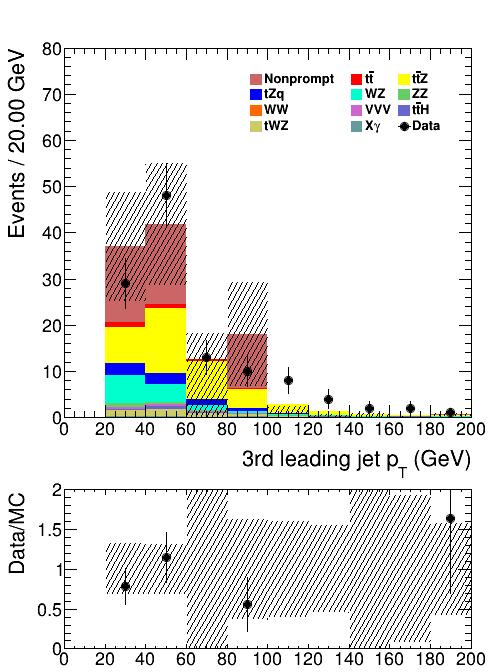 Events / 20.00 GeV
80
70
60
50
40
30
20
10
0
Nonprompt tt̄ tt̄Z
tZq WZ ZZ
WW VVV tt̄H
tWZ Xγ Data
0 20 40 60 80 100 120 140 160 180 200
3rd leading jet p_T (GeV)
Data/MC
2
1.5
1
0.5
0
0 20 40 60 80 100 120 140 160 180 200